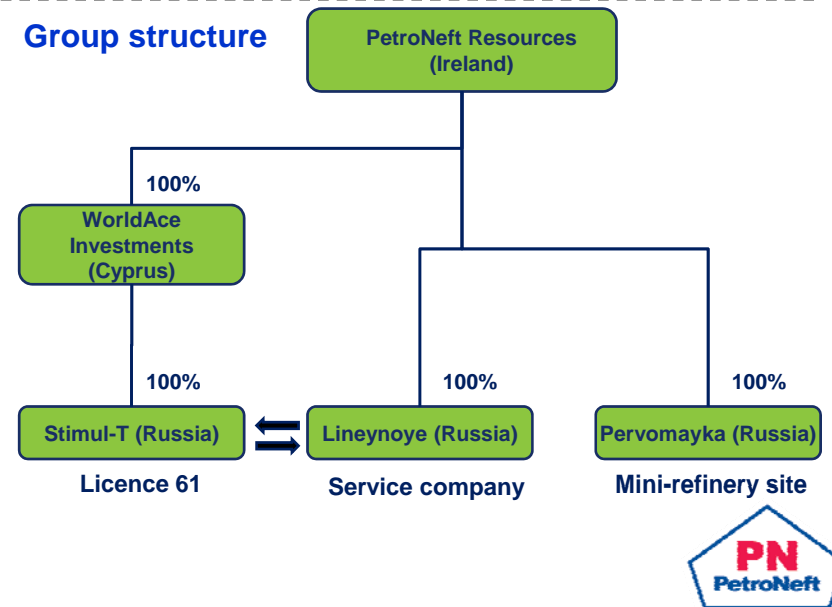 Group structure
PetroNeft Resources
(Ireland)
100%
WorldAce
Investments
(Cyprus)
100%
100%
100%
Stimul-T (Russia)
Lineynoye (Russia)
Pervomayka (Russia)
Licence 61
Service company
Mini-refinery site
PN
PetroNeft